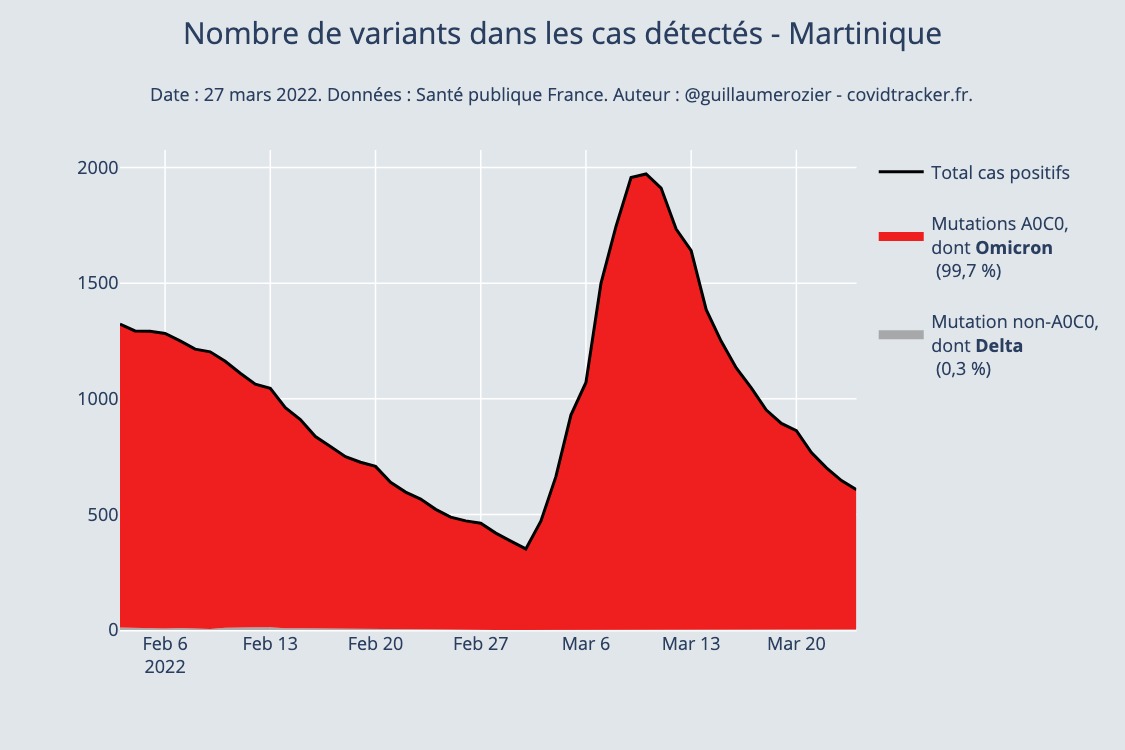 Nombre de variants dans les cas détectés - Martinique
Date : 27 mars 2022. Données : Santé publique France. Auteur : @guillaumerozier - covidtracker.fr.
2000
1500
1000
500
0
Feb 6 Feb 13 Feb 20 Feb 27 Mar 6 Mar 13 Mar 20
2022
Total cas positifs
Mutations A0C0,
dont Omicron
(99,7 %)
Mutation non-A0C0,
dont Delta
(0,3 %)